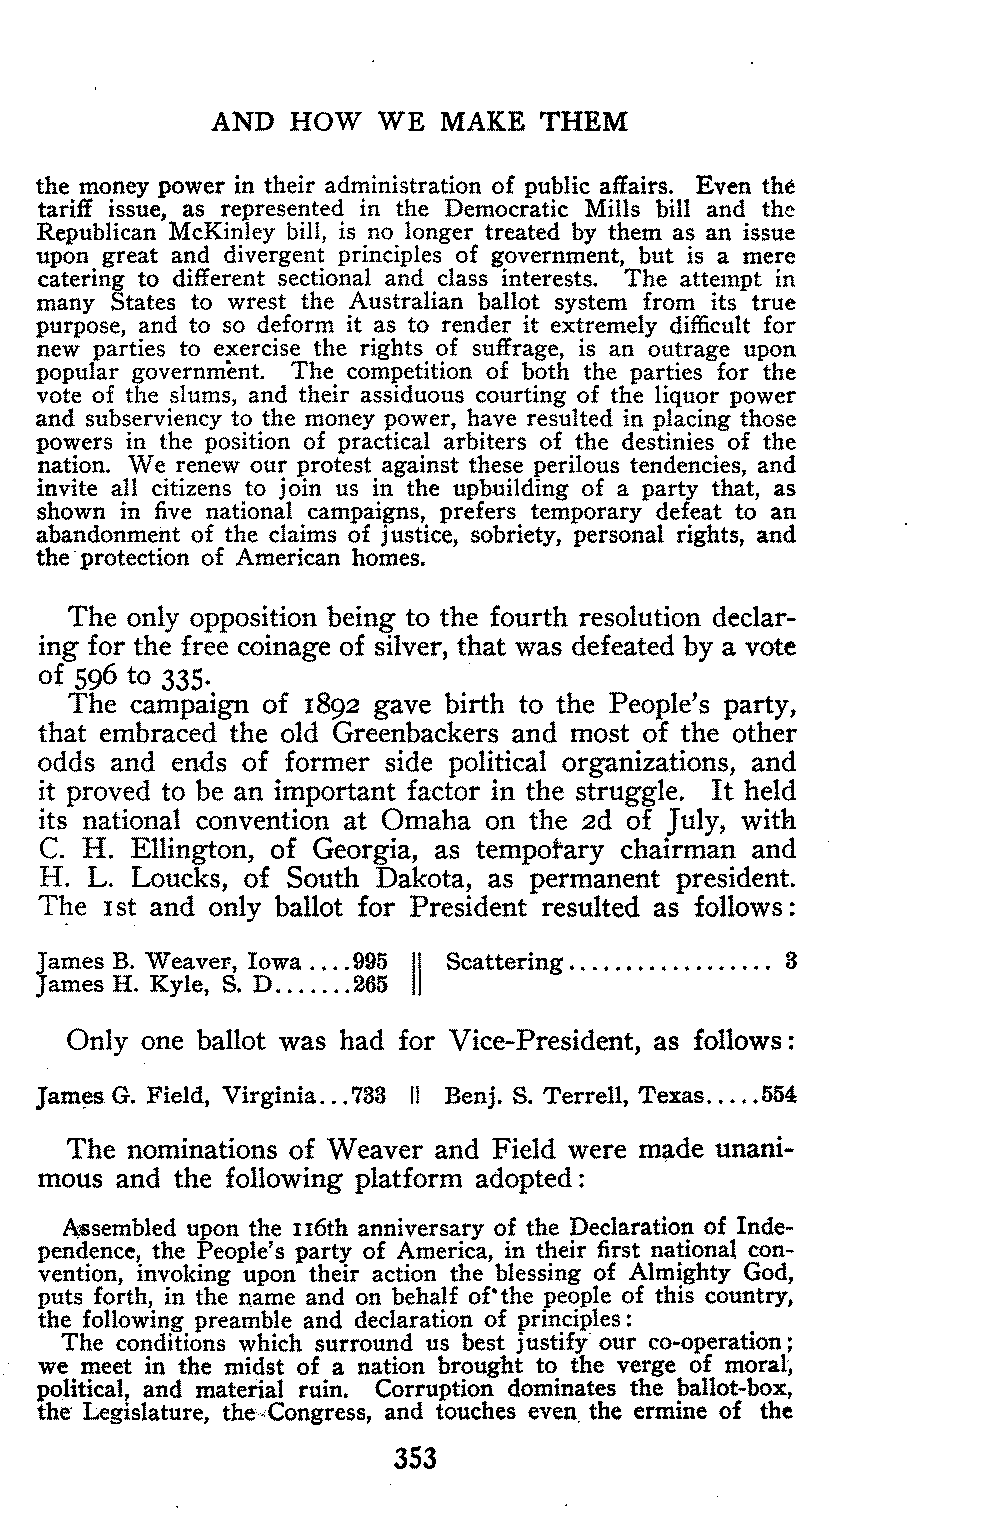 AND HOW WE MAKE THEM
the money power in their administration of public affairs. Even the
tariff issue, as represented in the Democratic Mills bill and the
Republican McKinley bill, is no longer treated by them as an issue
upon great and divergent principles of government, but is a mere
catering to different sectional and class interests. The attempt in
many States to wrest the Australian ballot system from its true
purpose, and to so deform it as to render it extremely difficult for
new parties to exercise the rights of suffrage, is an outrage upon
popular government. The competition of both the parties for the
vote of the slums, and their assiduous courting of the liquor power
and subserviency to the money power, have resulted in placing those
powers in the position of practical arbiters of the destinies of the
nation. We renew our protest against these perilous tendencies, and
invite all citizens to join us in the upbuilding of a party that, as
shown in five national campaigns, prefers temporary defeat to an
abandonment of the claims of justice, sobriety, personal rights, and
the protection of American homes.
The only opposition being to the fourth resolution declar-
ing for the free coinage of silver, that was defeated by a vote
of 596 to 335.
The campaign of 1892 gave birth to the People's party,
that embraced the old Greenbackers and most of the other
odds and ends of former side political organizations, and
it proved to be an important factor in the struggle. It held
its national convention at Omaha on the 2d of July, with
C. H. Ellington, of Georgia, as temporary chairman and
H. L. Loucks, of South Dakota, as permanent president.
The 1st and only ballot for President resulted as follows:
James B. Weaver, Iowa....995 || Scattering.................. 3
James H. Kyle, S. D.......265 ||
Only one ballot was had for Vice-President, as follows:
James G. Field, Virginia...733 || Benj. S. Terrell, Texas.....554
The nominations of Weaver and Field were made unani-
mous and the following platform adopted:
Assembled upon the 116th anniversary of the Declaration of Inde-
pendence, the People's party of America, in their first national con-
vention, invoking upon their action the blessing of Almighty God,
puts forth, in the name and on behalf of the people of this country,
the following preamble and declaration of principles:
The conditions which surround us best justify our co-operation;
we meet in the midst of a nation brought to the verge of moral,
political, and material ruin. Corruption dominates the ballot-box,
the Legislature, the Congress, and touches even the ermine of the
353